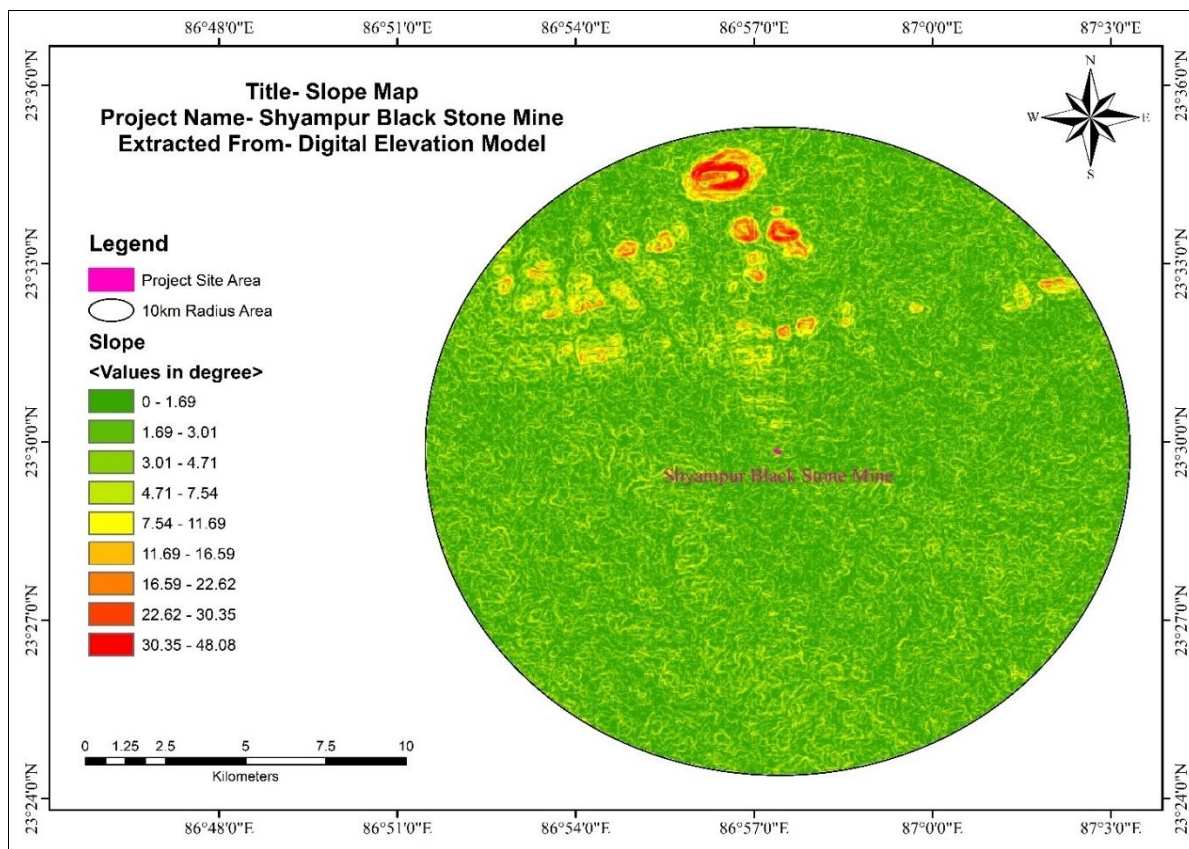 86°48'0"E 86°51'0"E 86°54'0"E 86°57'0"E 87°0'0"E 87°3'0"E
Title- Slope Map
Project Name- Shyampur Black Stone Mine
Extracted From- Digital Elevation Model
N
W E
S
23°36'0"N 23°36'0"N
23°33'0"N 23°33'0"N
23°30'0"N 23°30'0"N
23°27'0"N 23°27'0"N
23°24'0"N 23°24'0"N
Legend
Project Site Area
10km Radius Area
Slope
<Values in degree>
0 - 1.69
1.69 - 3.01
3.01 - 4.71
4.71 - 7.54
7.54 - 11.69
11.69 - 16.59
16.59 - 22.62
22.62 - 30.35
30.35 - 48.08
Shyampur Black Stone Mine
0 1.25 2.5 5 7.5 10
Kilometers
86°48'0"E 86°51'0"E 86°54'0"E 86°57'0"E 87°0'0"E 87°3'0"E